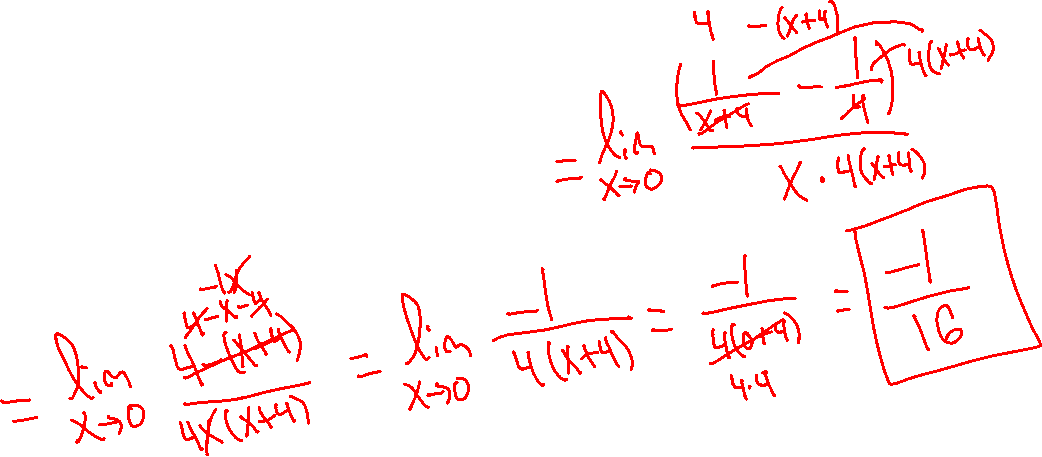 4 -(x+4)
= lim x→0 (1/(x+4) - 1/4) × 4(x+4) / x · 4(x+4)
-1x
4-x-4
= lim x→0 4-(x+4) / 4x(x+4) = lim x→0 -1 / 4(x+4) = -1 / 4(0+4) = -1/16
4·4